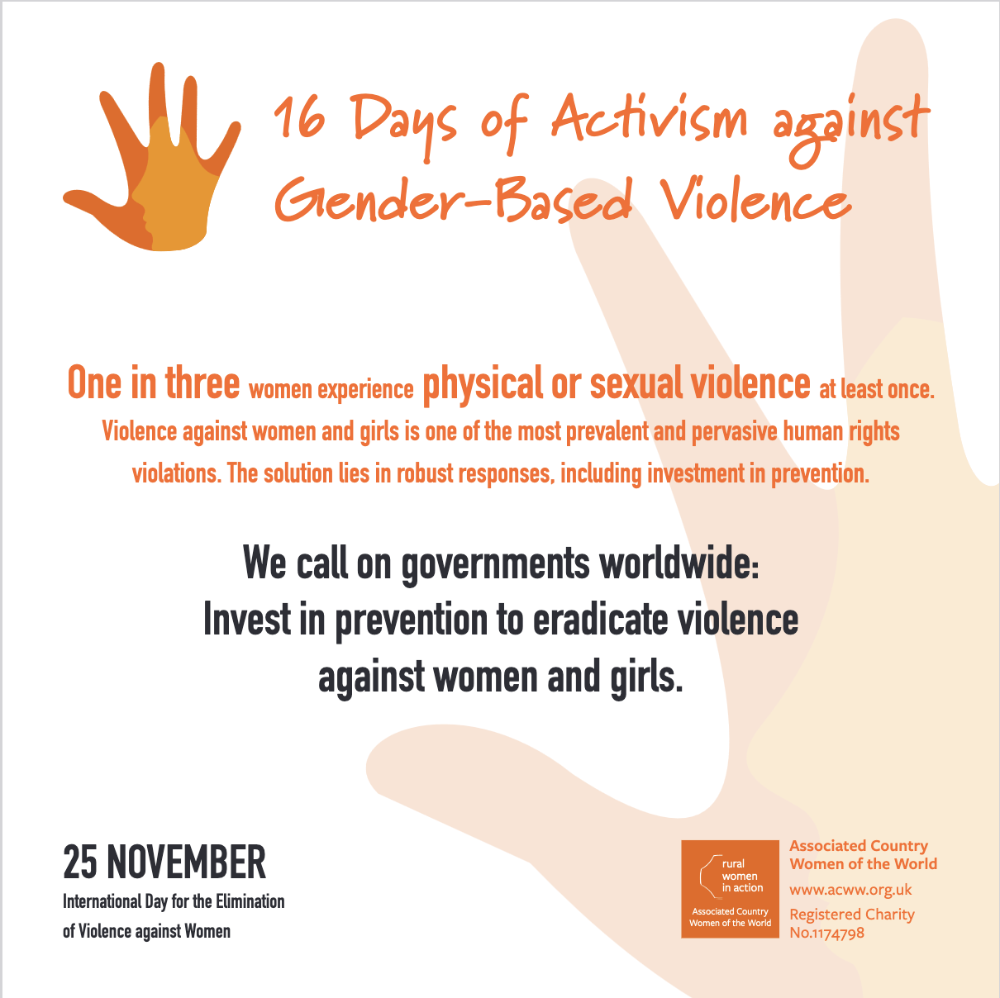 16 Days of Activism against
Gender-Based Violence
One in three women experience physical or sexual violence at least once.
Violence against women and girls is one of the most prevalent and pervasive human rights
violations. The solution lies in robust responses, including investment in prevention.
We call on governments worldwide:
Invest in prevention to eradicate violence
against women and girls.
25 NOVEMBER
International Day for the Elimination
of Violence against Women
rural
women
in action
Associated Country
Women of the World
Associated Country
Women of the World
www.acww.org.uk
Registered Charity
No.1174798